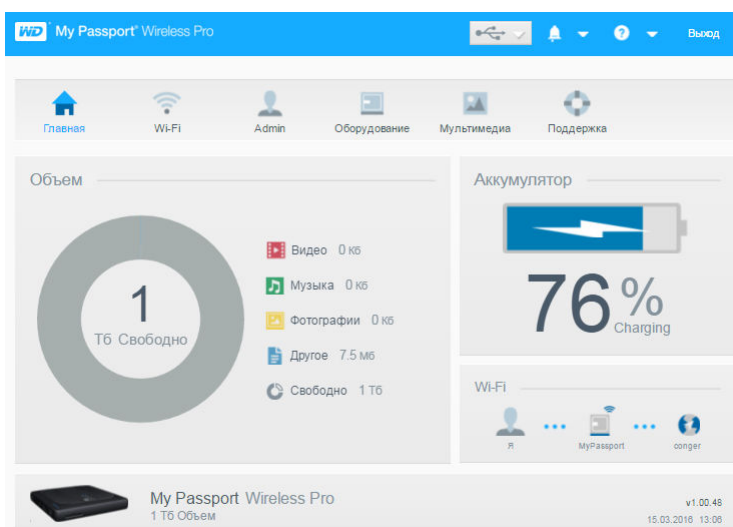 WD My Passport® Wireless Pro Выход
Главная Wi-Fi Admin Оборудование Мультимедиа Поддержка
Объем
1
Тб Свободно
Видео 0 Кб
Музыка 0 Кб
Фотографии 0 Кб
Другое 7.5 Мб
Свободно 1 Тб
Аккумулятор
76 %
Charging
Wi-Fi
Я MyPassport conger
My Passport Wireless Pro
1 Тб Объем
v1.00.48
15.03.2016 13:06